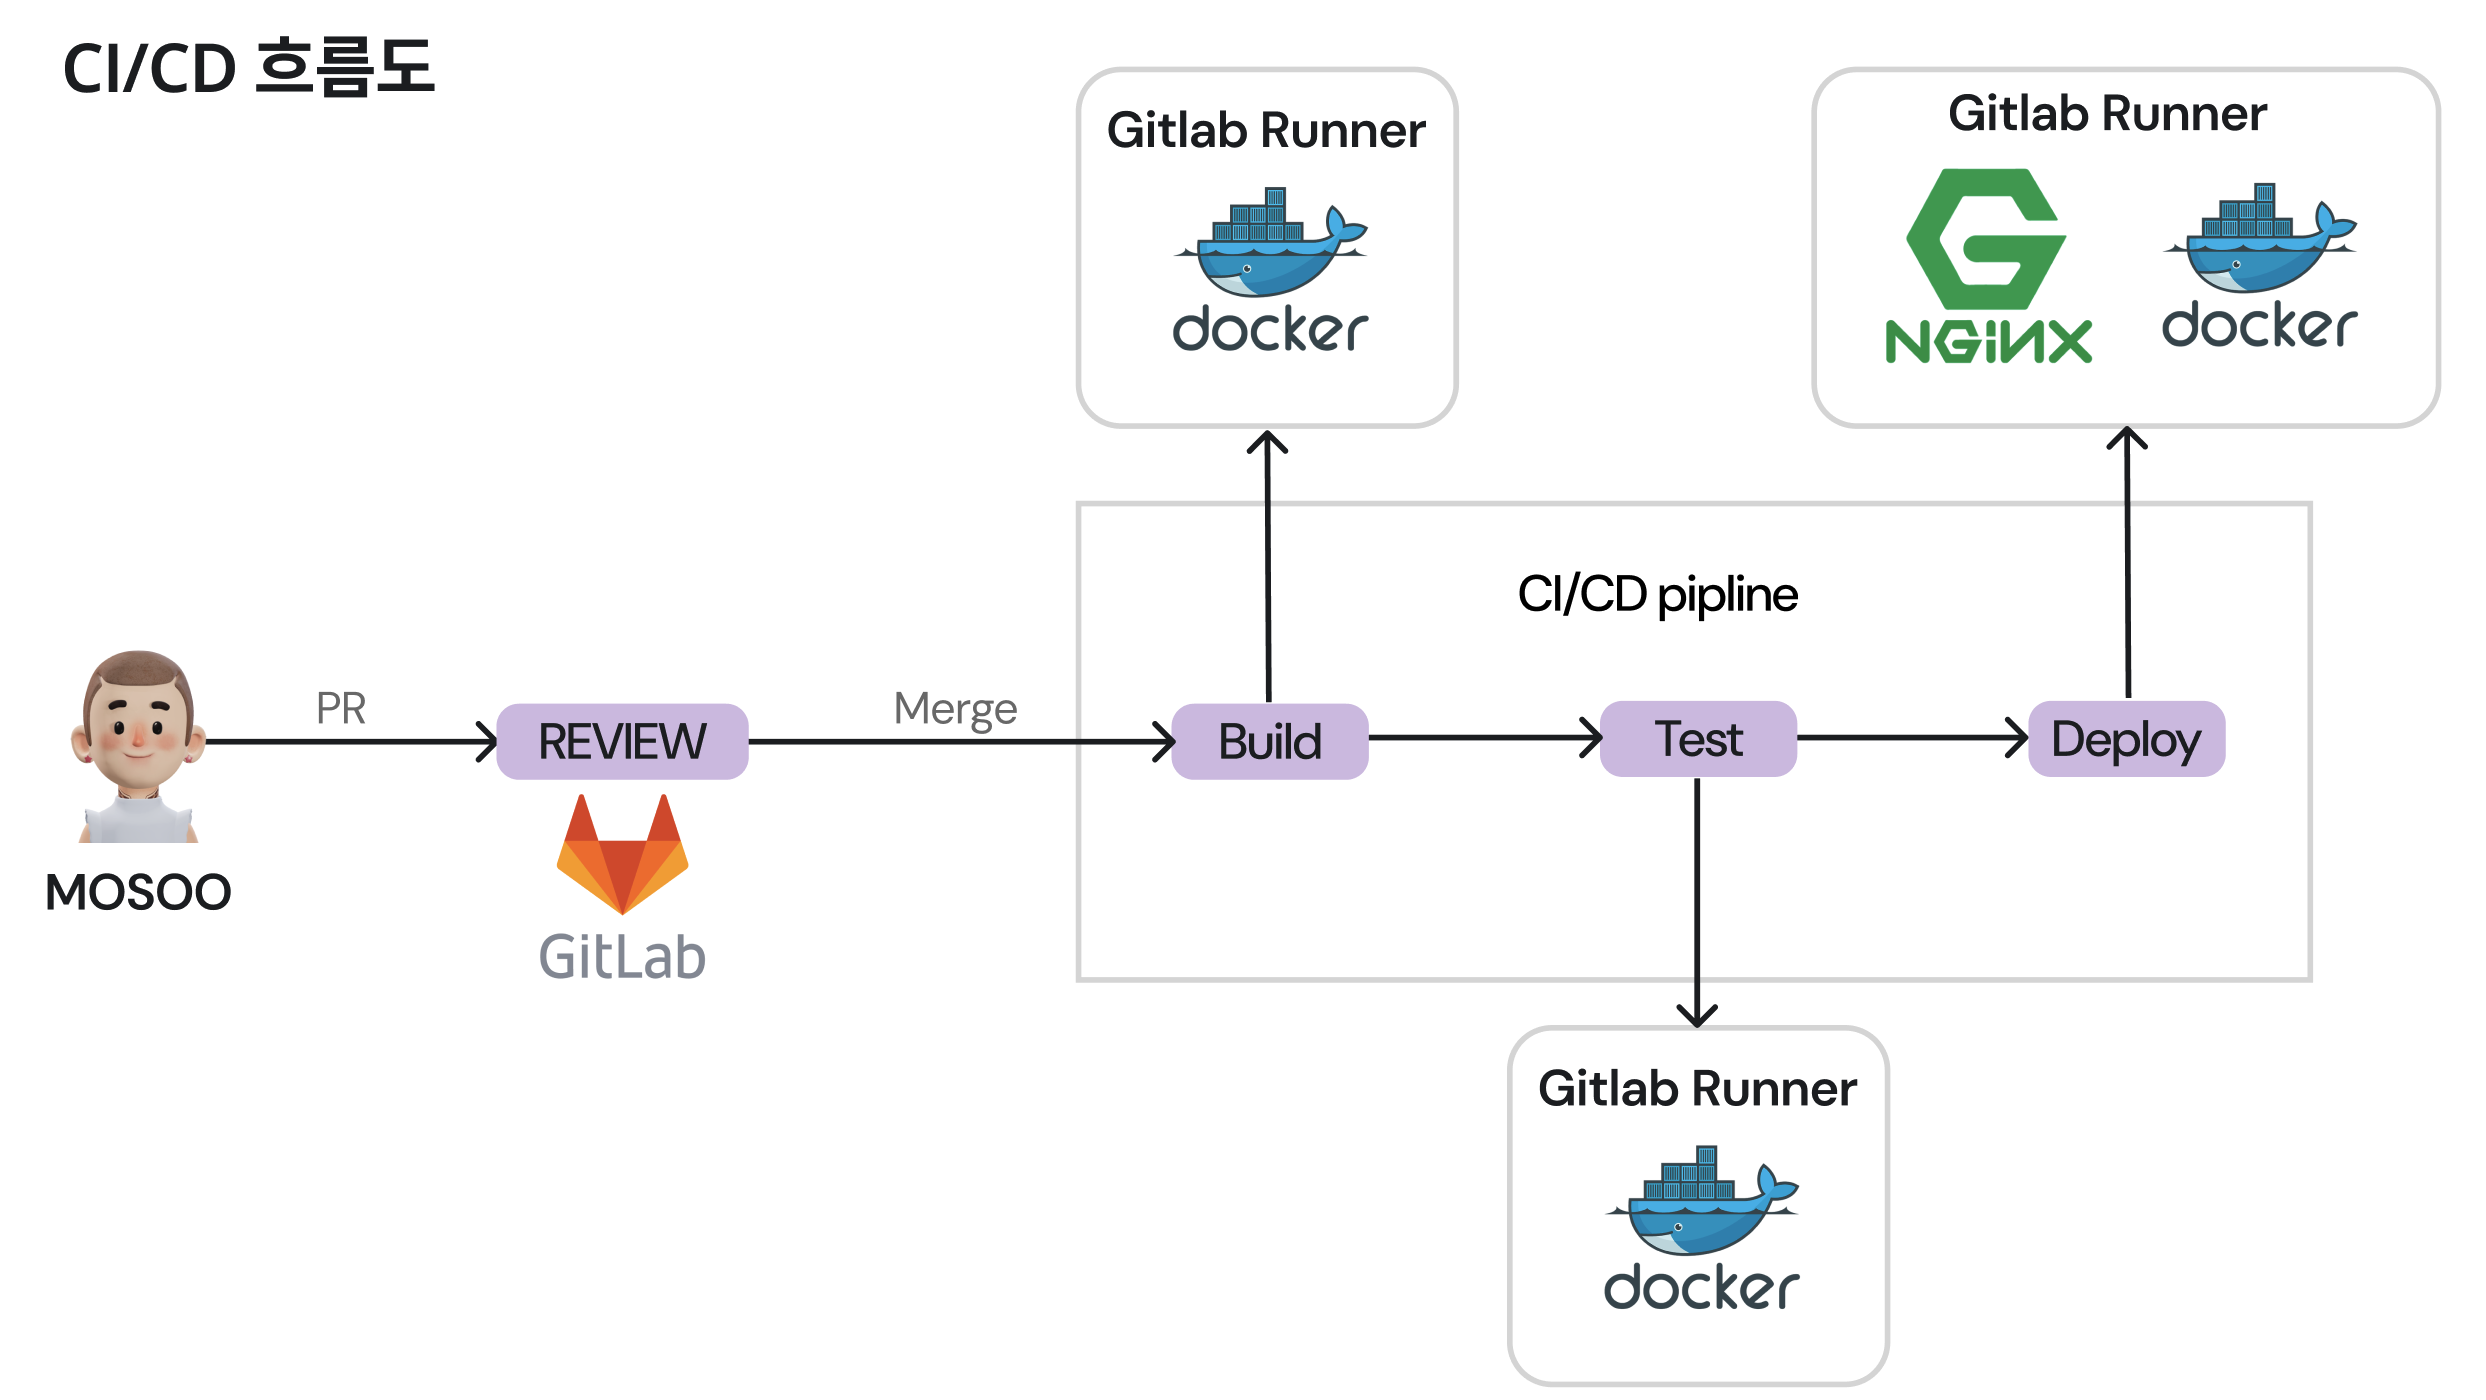 CI/CD 흐름도
Gitlab Runner
docker
Gitlab Runner
NGiNX
docker
CI/CD pipline
PR
REVIEW
Merge
Build
Test
Deploy
MOSOO
GitLab
Gitlab Runner
docker